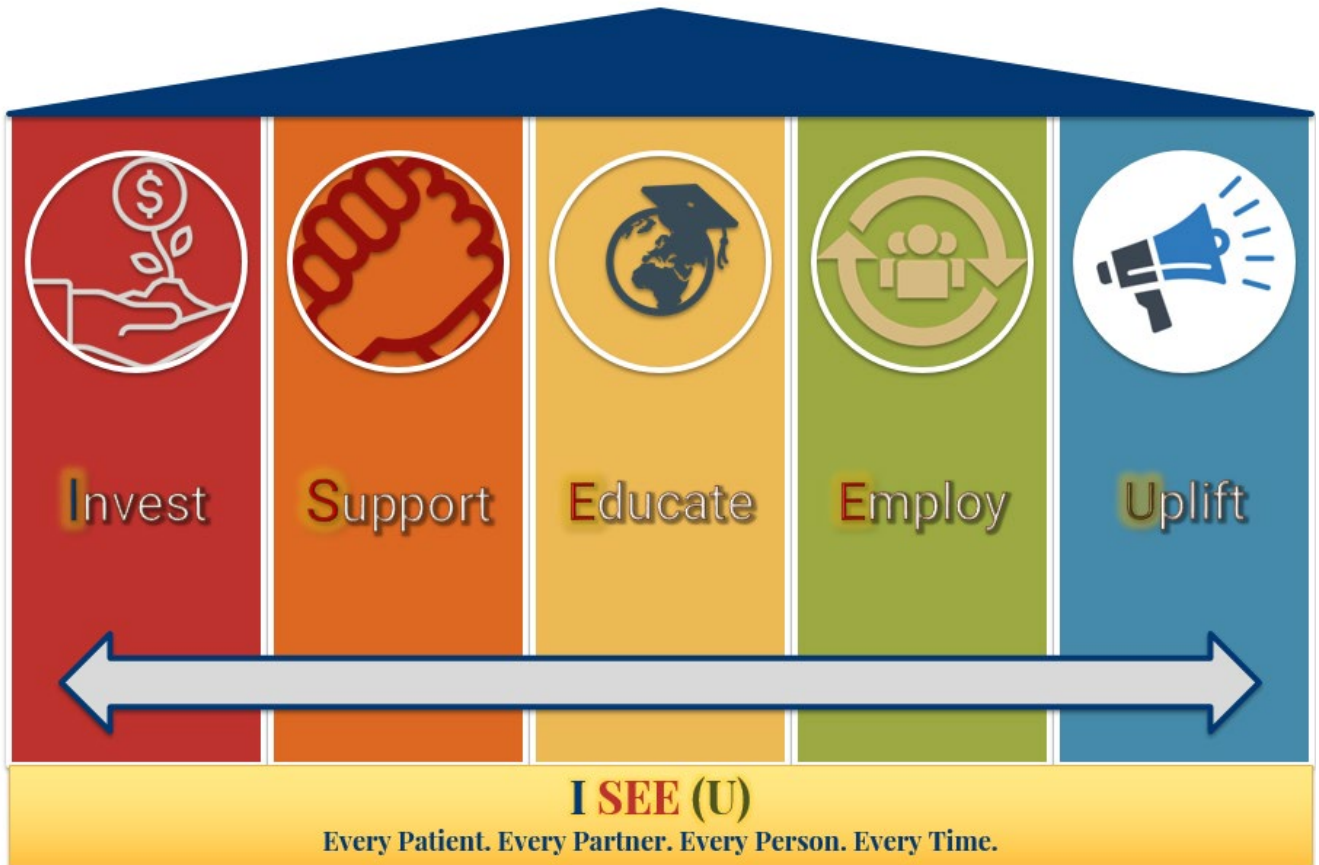 $
Invest
Support
Educate
Employ
Uplift
I SEE (U)
Every Patient. Every Partner. Every Person. Every Time.